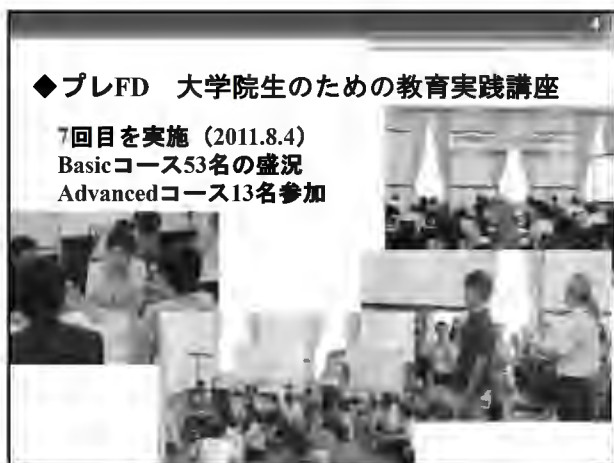 4
◆プレFD 大学院生のための教育実践講座
7回目を実施（2011.8.4）
Basicコース53名の盛況
Advancedコース13名参加